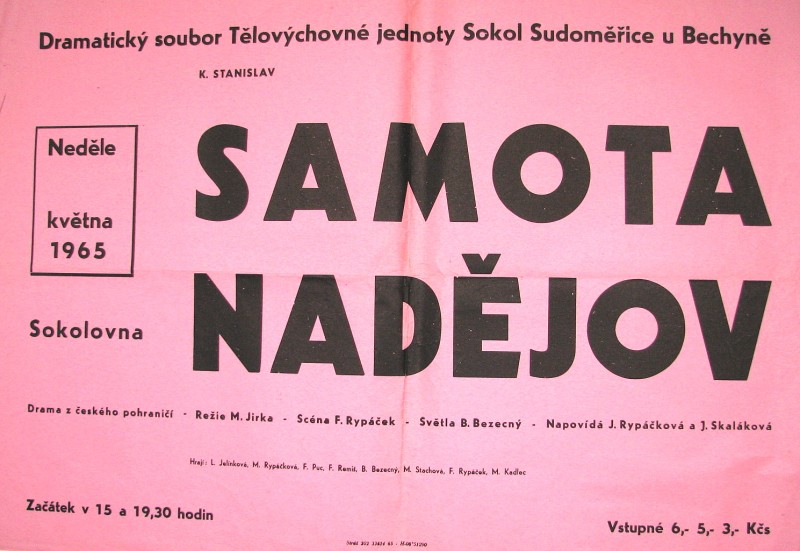 Dramatický soubor Tělovýchovné jednoty Sokol Sudoměřice u Bechyně
K. STANISLAV
Neděle
května
1965
SAMOTA
NADĚJOV
Sokolovna
Drama z českého pohraničí - Režie M. Jirka - Scéna F. Rypáček - Světla B. Bezecný - Napovídá J. Rypáčková a J. Skaláková
Hrají: L. Jelínková, M. Rypáčková, F. Puc, F. Remit, B. Bezecný, M. Stachová, F. Rypáček, M. Kadlec
Začátek v 15 a 19,30 hodin
Vstupné 6,- 5,- 3,- Kčs